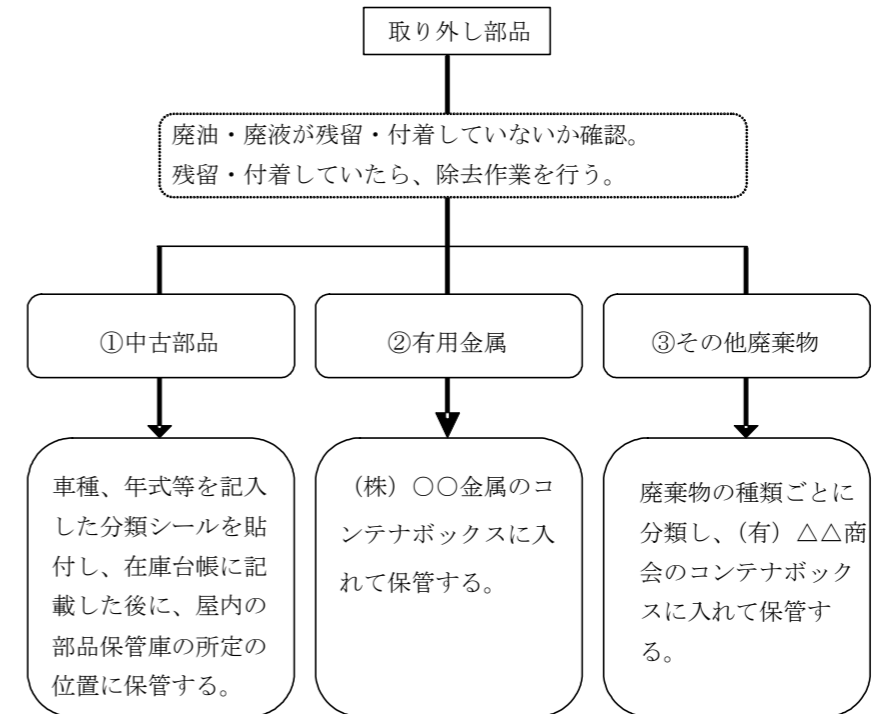 取り外し部品
廃油・廃液が残留・付着していないか確認。
残留・付着していたら、除去作業を行う。
①中古部品
②有用金属
③その他廃棄物
車種、年式等を記入
した分類シールを貼
付し、在庫台帳に記
載した後に、屋内の
部品保管庫の所定の
位置に保管する。
（株）〇〇金属のコ
ンテナボックスに入
れて保管する。
廃棄物の種類ごとに
分類し、（有）△△商
会のコンテナボック
スに入れて保管す
る。